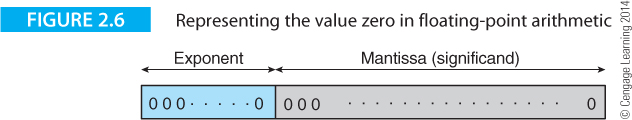 FIGURE 2.6 Representing the value zero in floating-point arithmetic
Exponent Mantissa (significand)
000·····0 000 ················· 0
© Cengage Learning 2014